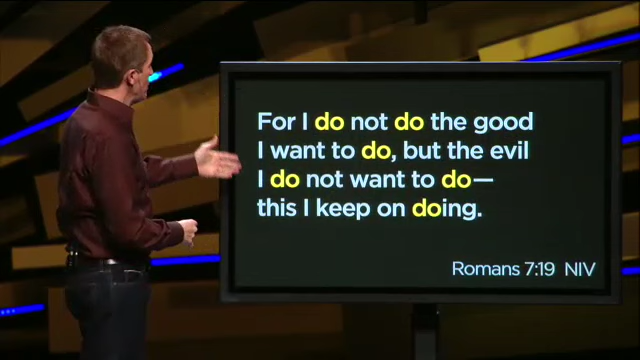 For I do not do the good
I want to do, but the evil
I do not want to do—
this I keep on doing.
Romans 7:19 NIV